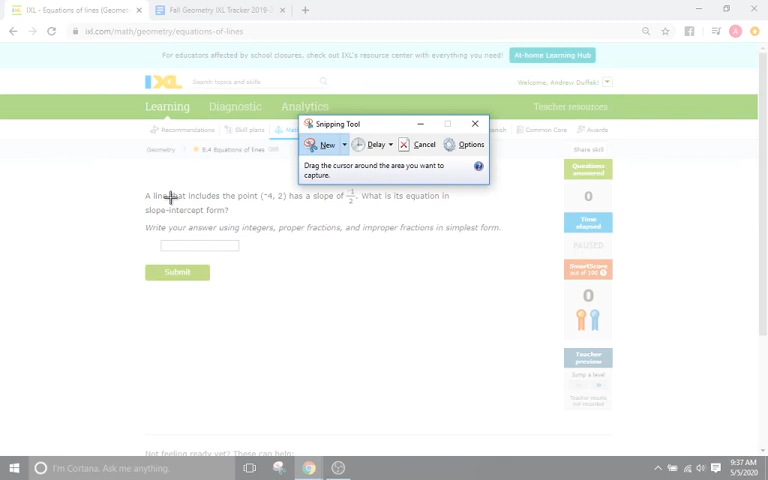 IXL - Equations of lines (Geomet
Fall Geometry IXL Tracker 2019-2
ixl.com/math/geometry/equations-of-lines
For educators affected by school closures, check out IXL's resource center with everything you need!
At-home Learning Hub
IXL
Search topics and skills
Welcome, Andrew Duffek!
Learning
Diagnostic
Analytics
Teacher resources
Recommendations
Skill plans
Common Core
Awards
Geometry
Equations of lines
Share skill
Snipping Tool
New
Delay
Cancel
Options
Drag the cursor around the area you want to
capture.
Questions
answered
0
A line that includes the point (-4, 2) has a slope of -1/2. What is its equation in
slope-intercept form?
Write your answer using integers, proper fractions, and improper fractions in simplest form.
Submit
Time
elapsed
PAUSED
SmartScore
out of 100 ?
0
Teacher
preview
Jump a level
Teacher results
not recorded
Not feeling ready yet? These can help:
I'm Cortana. Ask me anything.
9:37 AM
5/5/2020